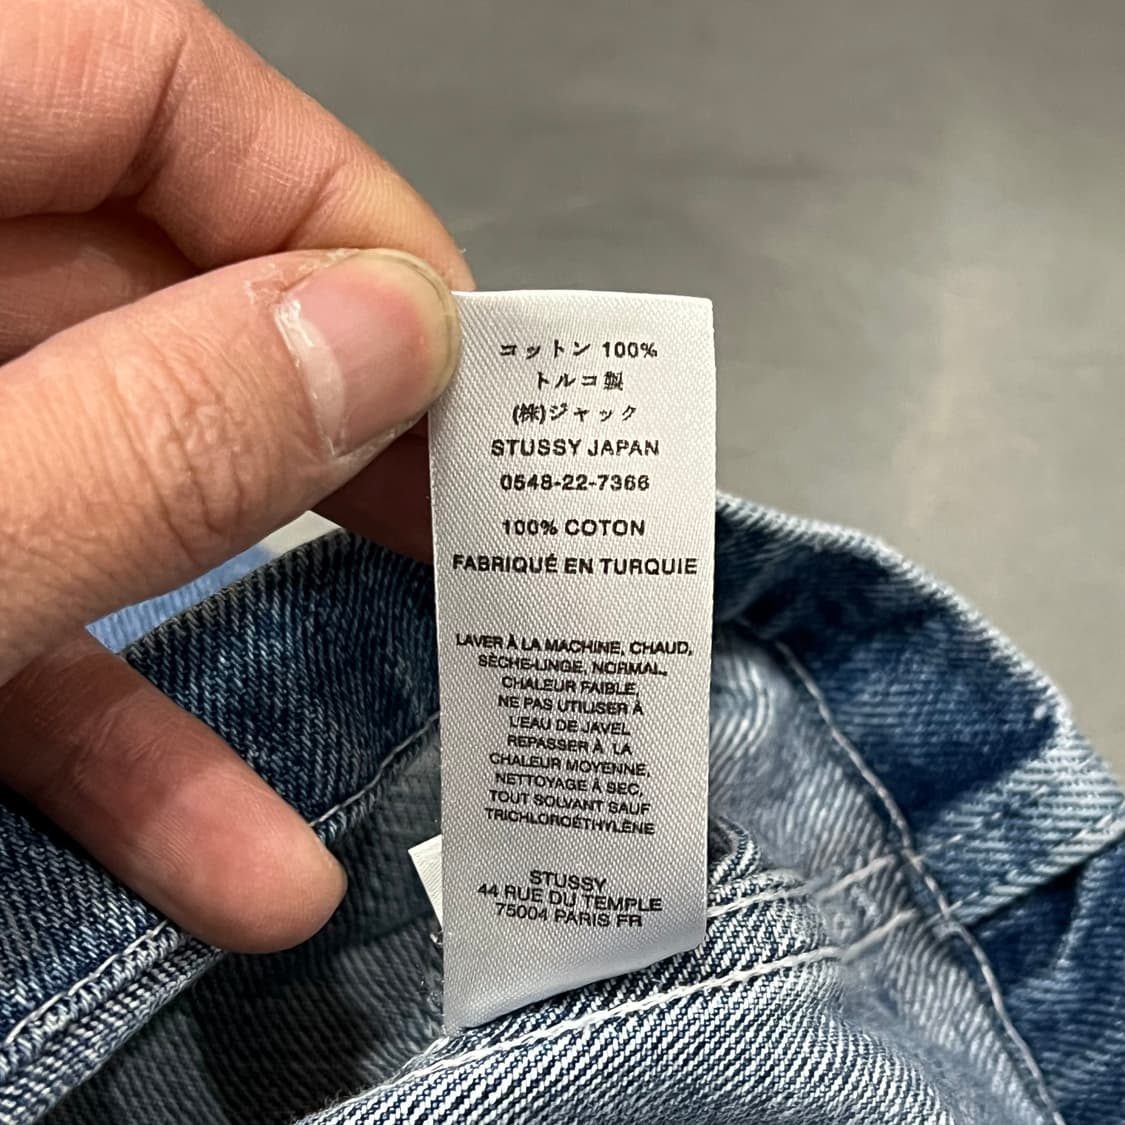 コットン 100%
トルコ製
(株)ジャック
STUSSY JAPAN
0548-22-7366
100% COTON
FABRIQUÉ EN TURQUIE
LAVER À LA MACHINE, CHAUD,
SÈCHE-LINGE, NORMAL,
CHALEUR FAIBLE,
NE PAS UTILISER À
L'EAU DE JAVEL
REPASSER À LA
CHALEUR MOYENNE,
NETTOYAGE À SEC,
TOUT SOLVANT SAUF
TRICHLOROÉTHYLÈNE
STUSSY
44 RUE DU TEMPLE
75004 PARIS FR